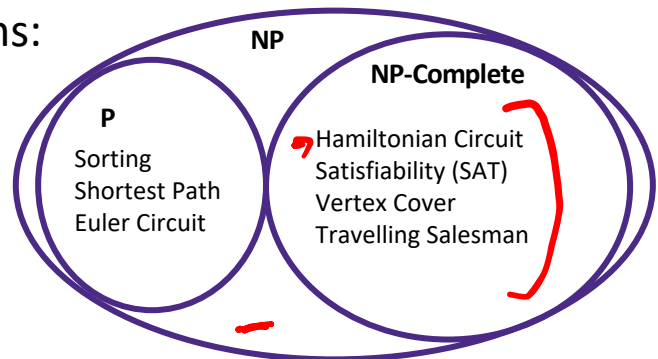 ns:
NP
NP-Complete
P
Sorting
Shortest Path
Euler Circuit
Hamiltonian Circuit
Satisfiability (SAT)
Vertex Cover
Travelling Salesman